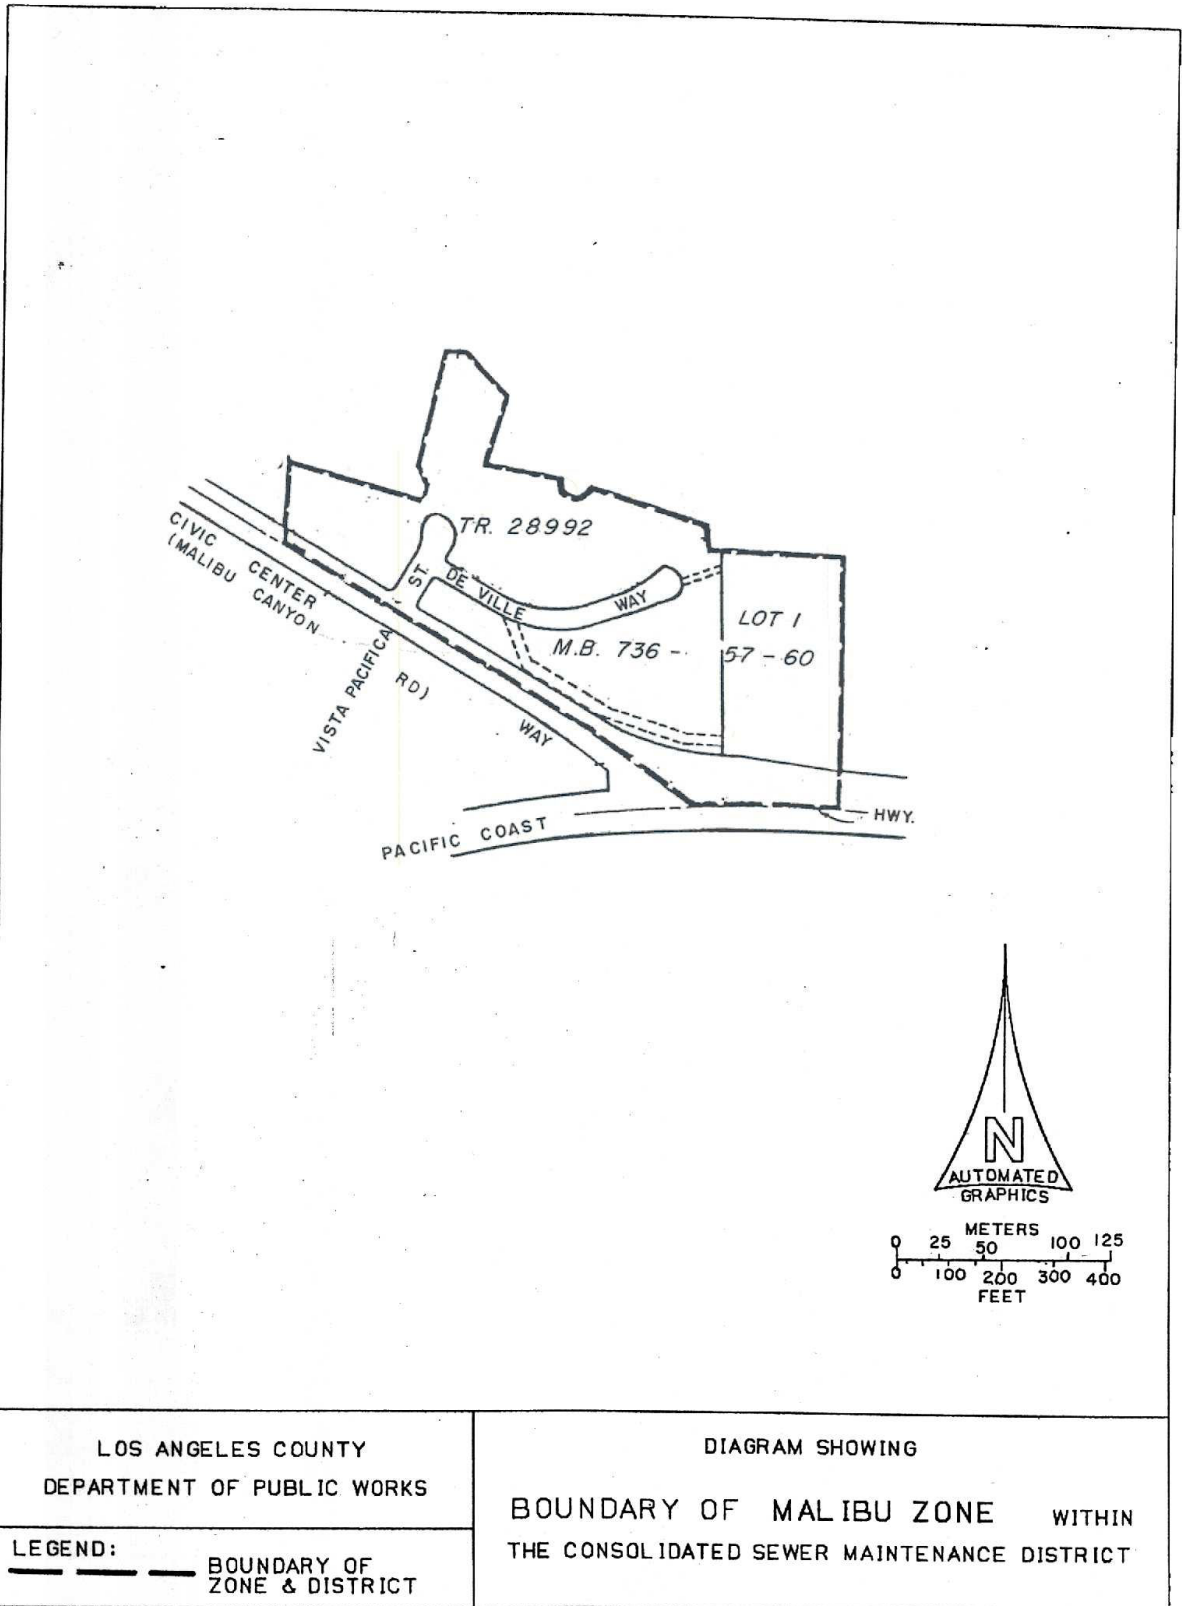 TR. 28992
CIVIC CENTER WAY
(MALIBU CANYON RD)
VISTA PACIFICA ST.
DE VILLE WAY
LOT 1
M.B. 736 - 57 - 60
PACIFIC COAST HWY.
N
AUTOMATED
GRAPHICS
METERS
0 25 50 100 125
0 100 200 300 400
FEET
LOS ANGELES COUNTY
DEPARTMENT OF PUBLIC WORKS
LEGEND:
BOUNDARY OF
ZONE & DISTRICT
DIAGRAM SHOWING
BOUNDARY OF MALIBU ZONE WITHIN
THE CONSOLIDATED SEWER MAINTENANCE DISTRICT